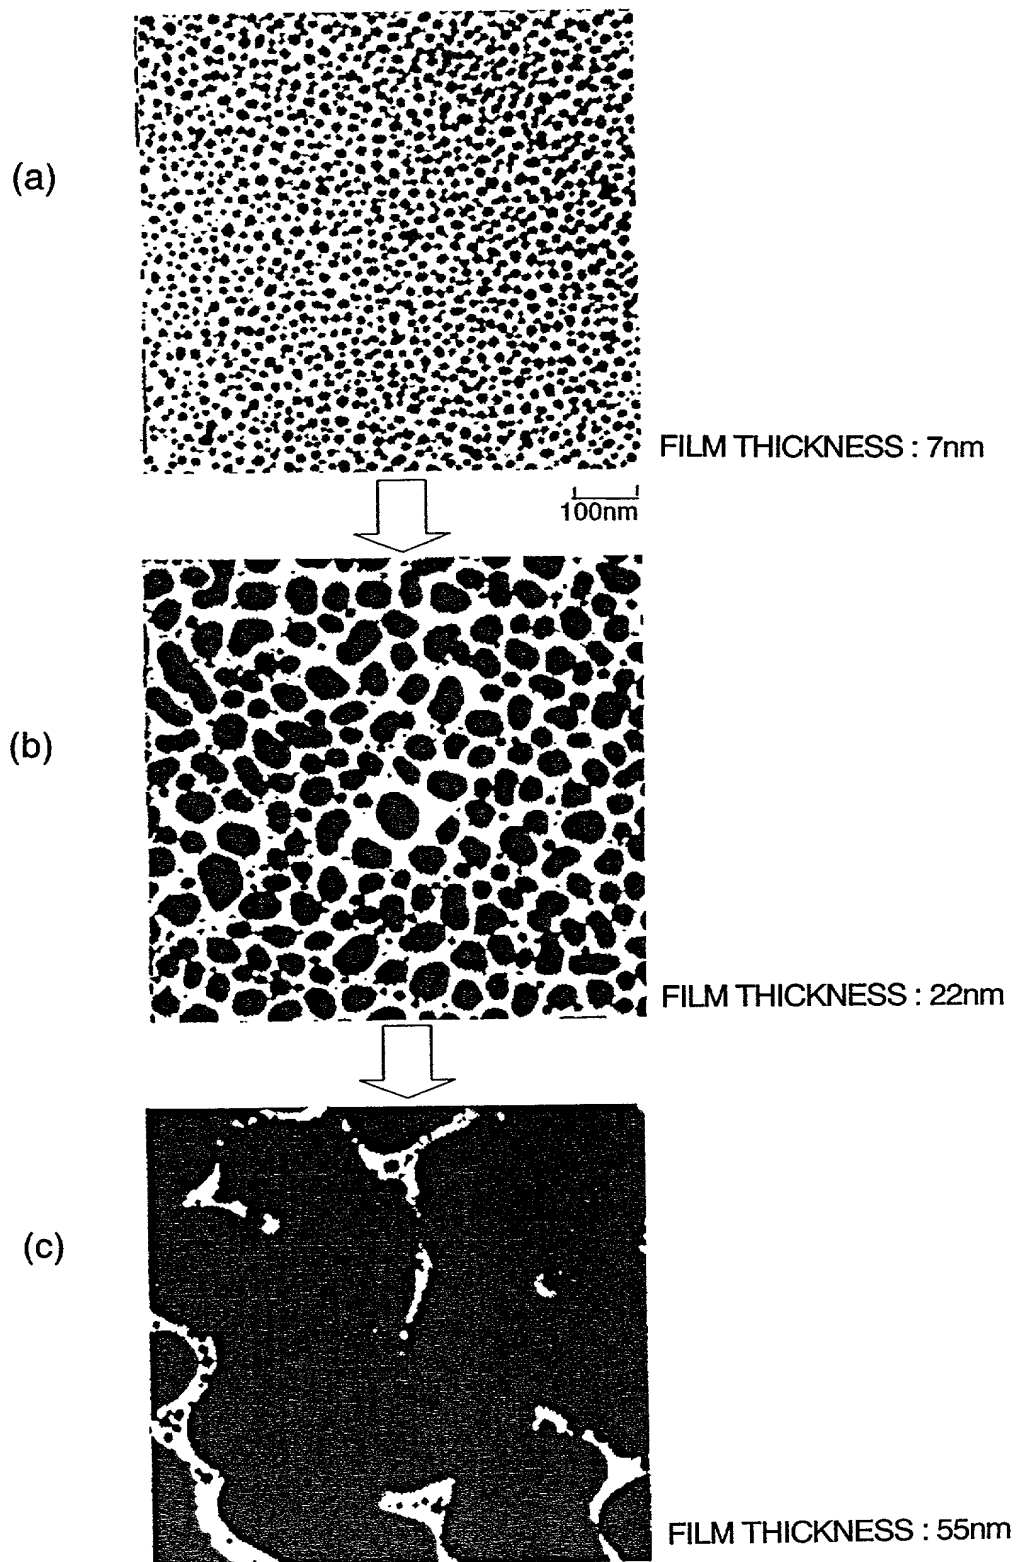 (a)
FILM THICKNESS : 7nm
100nm
(b)
FILM THICKNESS : 22nm
(c)
FILM THICKNESS : 55nm